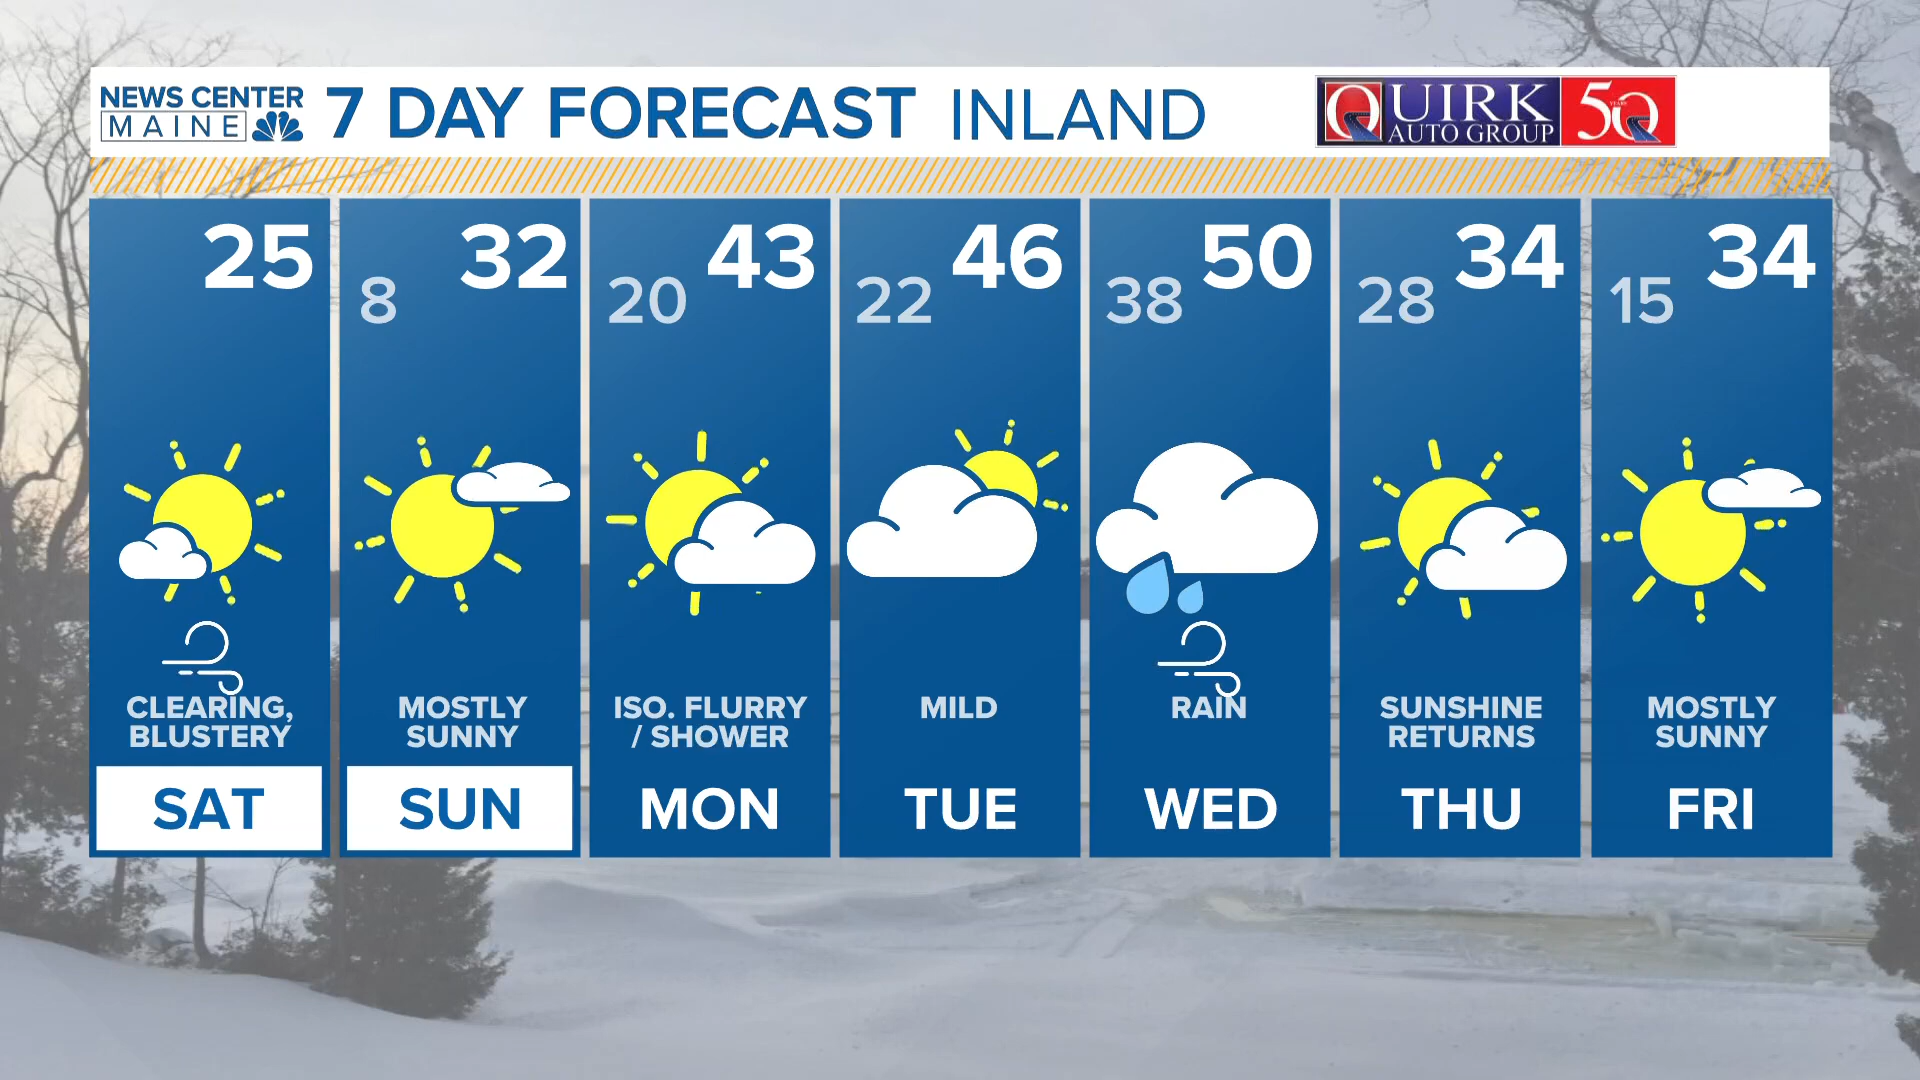 NEWS CENTER
MAINE
7 DAY FORECAST INLAND
QUIRK
AUTO GROUP
50
YEARS
25
8 32
20 43
22 46
38 50
28 34
15 34
CLEARING,
BLUSTERY
MOSTLY
SUNNY
ISO. FLURRY
/ SHOWER
MILD
RAIN
SUNSHINE
RETURNS
MOSTLY
SUNNY
SAT
SUN
MON
TUE
WED
THU
FRI